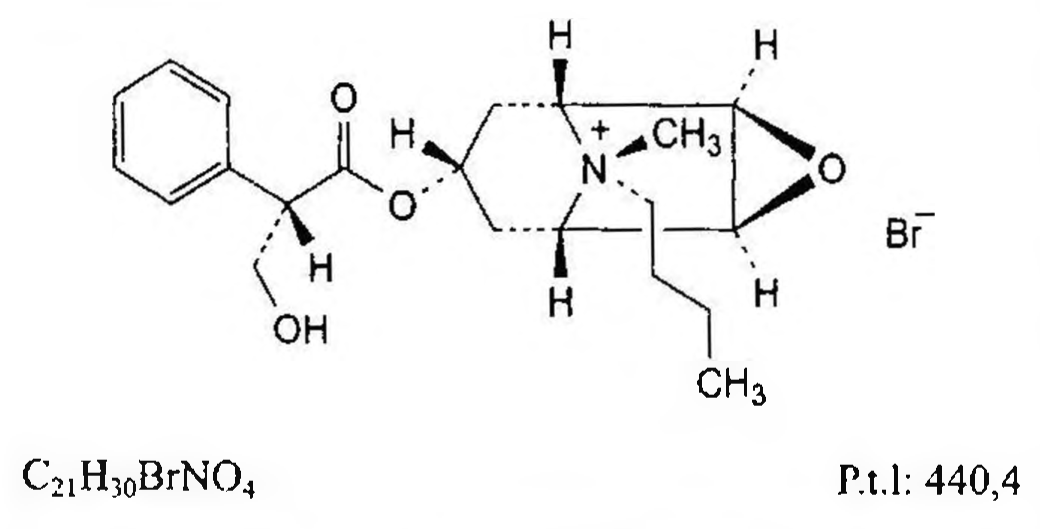 H
H
O
H
+
CH₃
N
O
O
Br⁻
H
H
H
OH
CH₃
C₂₁H₃₀BrNO₄
P.t.l: 440,4